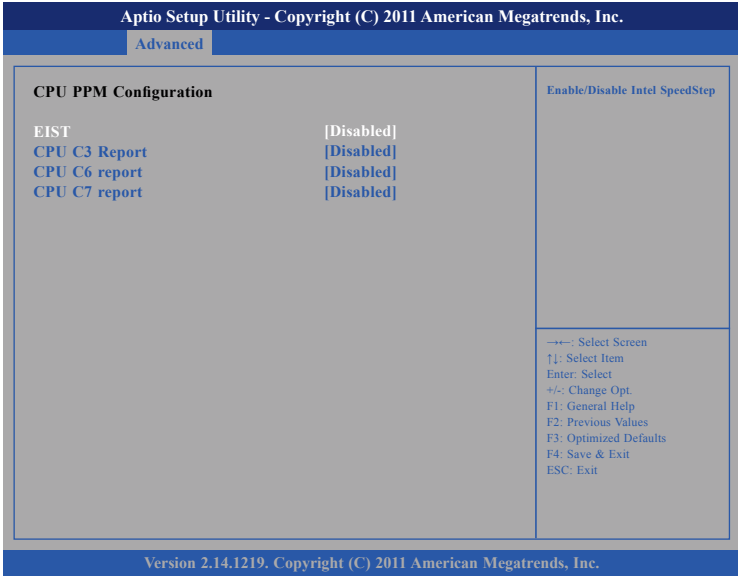 Aptio Setup Utility - Copyright (C) 2011 American Megatrends, Inc.
Advanced
CPU PPM Configuration
EIST [Disabled]
CPU C3 Report [Disabled]
CPU C6 report [Disabled]
CPU C7 report [Disabled]
Enable/Disable Intel SpeedStep
→←: Select Screen
↑↓: Select Item
Enter: Select
+/-: Change Opt.
F1: General Help
F2: Previous Values
F3: Optimized Defaults
F4: Save & Exit
ESC: Exit
Version 2.14.1219. Copyright (C) 2011 American Megatrends, Inc.